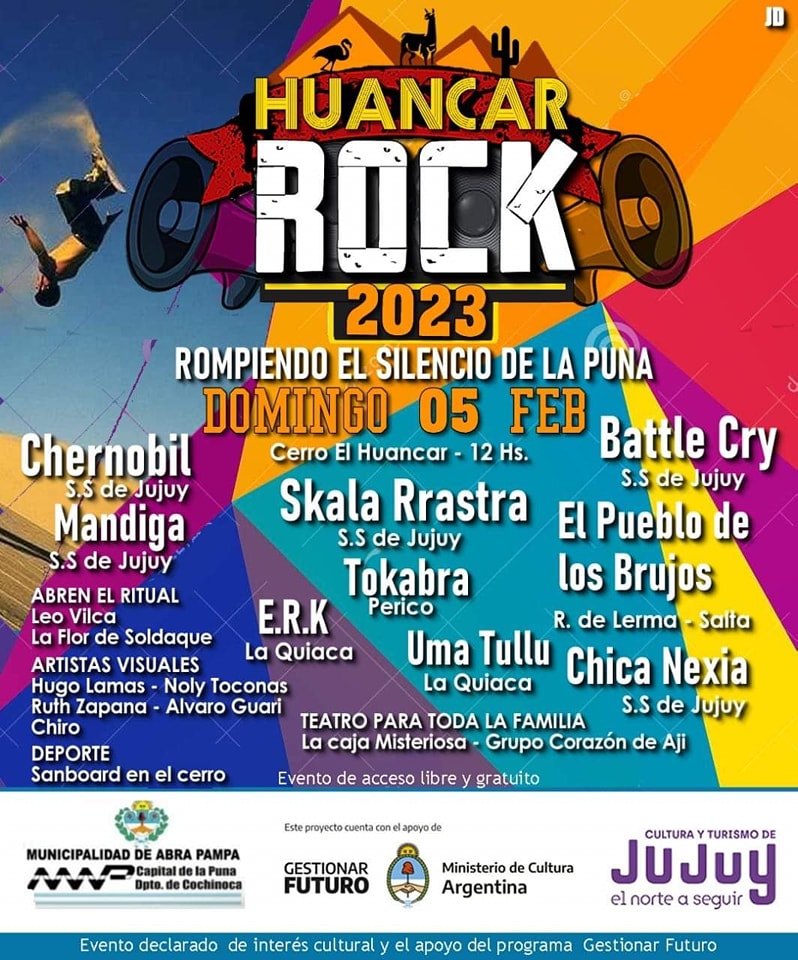 JD
HUANCAR
ROCK
2023
ROMPIENDO EL SILENCIO DE LA PUNA
DOMINGO 05 FEB
Cerro El Huancar - 12 Hs.
Chernobil
S.S de Jujuy
Battle Cry
S.S de Jujuy
Mandiga
S.S de Jujuy
Skala Rrastra
S.S de Jujuy
El Pueblo de
los Brujos
R. de Lerma - Salta
Tokabra
Perico
E.R.K
La Quiaca
Uma Tullu
La Quiaca
Chica Nexia
S.S de Jujuy
ABREN EL RITUAL
Leo Vilca
La Flor de Soldaque
ARTISTAS VISUALES
Hugo Lamas - Noly Toconas
Ruth Zapana - Alvaro Guari
Chiro
DEPORTE
Sanboard en el cerro
TEATRO PARA TODA LA FAMILIA
La caja Misteriosa - Grupo Corazón de Aji
Evento de acceso libre y gratuito
MUNICIPALIDAD DE ABRA PAMPA
Capital de la Puna
Dpto. de Cochinoca
Este proyecto cuenta con el apoyo de
GESTIONAR
FUTURO
Ministerio de Cultura
Argentina
CULTURA Y TURISMO DE
JuJuy
el norte a seguir
Evento declarado de interés cultural y el apoyo del programa Gestionar Futuro